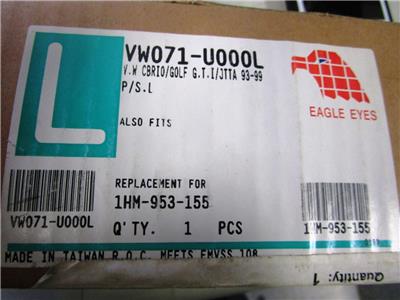 L
VW071-U000L
V.W CBRIO/GOLF G.T.I/JTTA 93-99
P/S.L
EAGLE EYES
ALSO FITS
REPLACEMENT FOR
1HM-953-155
VW071-U000L
Q'TY. 1 PCS
1HM-953-155
MADE IN TAIWAN R.O.C. MEETS FMVSS 108
Quantity: 1